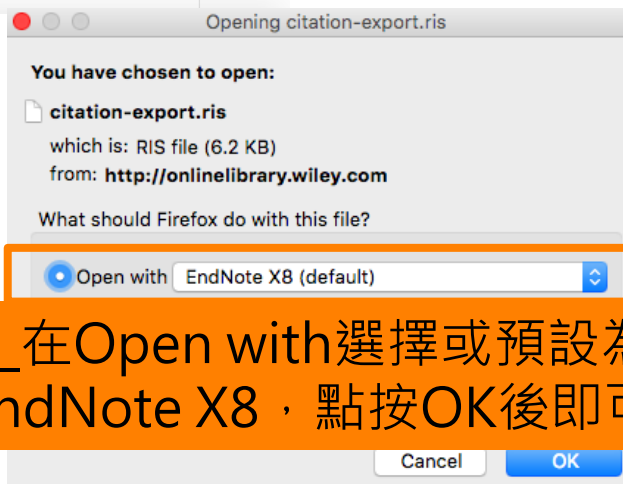 Opening citation-export.ris
You have chosen to open:
citation-export.ris
which is: RIS file (6.2 KB)
from: http://onlinelibrary.wiley.com
What should Firefox do with this file?
Open with EndNote X8 (default)
_在Open with選擇或預設為
ndNote X8，點按OK後即可
Cancel OK